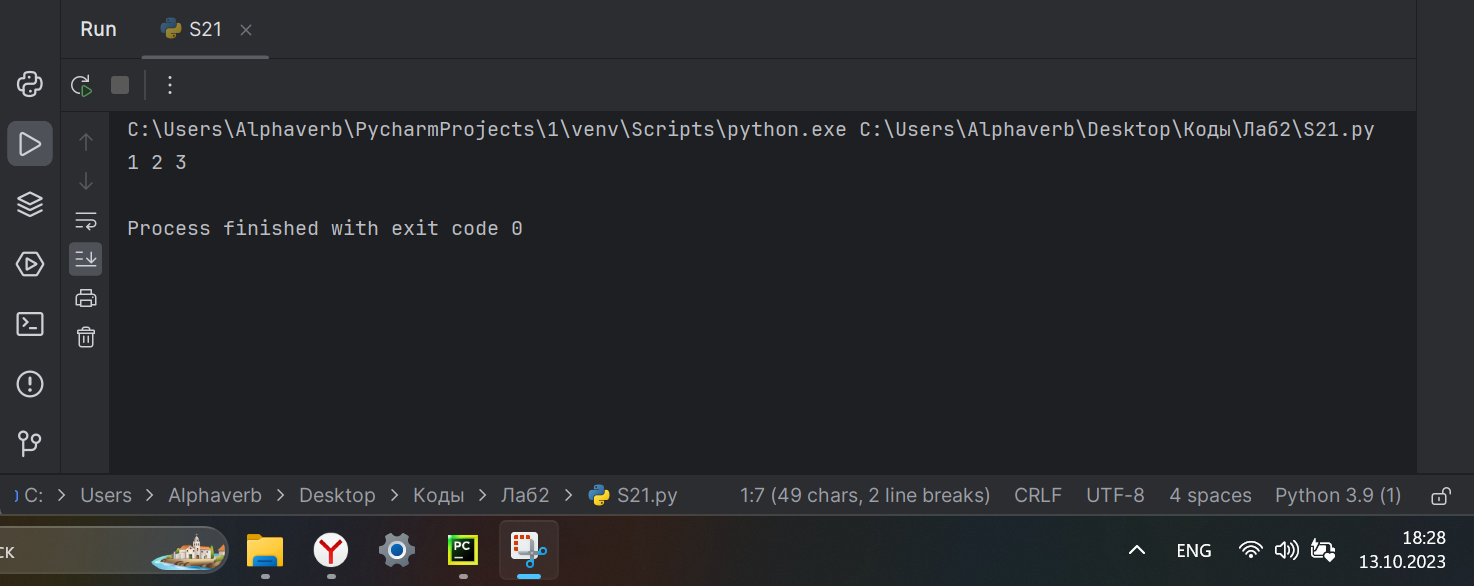 Run S21
C:\Users\Alphaverb\PycharmProjects\1\venv\Scripts\python.exe C:\Users\Alphaverb\Desktop\Коды\Лаб2\S21.py
1 2 3
Process finished with exit code 0
C: > Users > Alphaverb > Desktop > Коды > Лаб2 > S21.py 1:7 (49 chars, 2 line breaks) CRLF UTF-8 4 spaces Python 3.9 (1)
ск PC ENG 18:28
13.10.2023